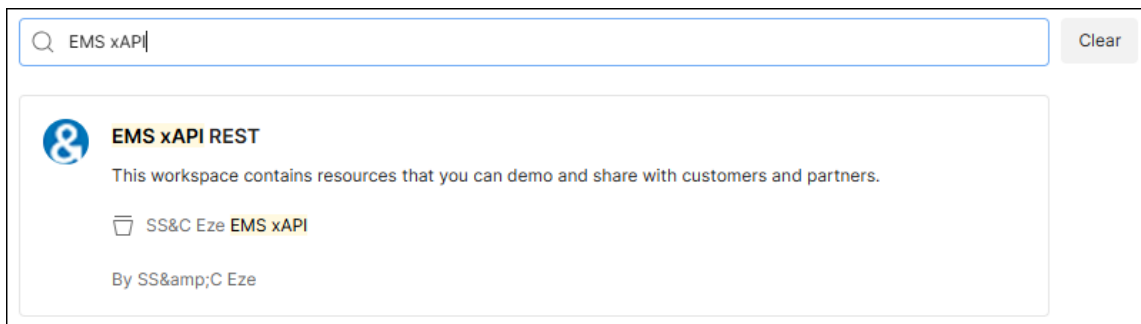 EMS xAPI
Clear
EMS xAPI REST
This workspace contains resources that you can demo and share with customers and partners.
SS&C Eze EMS xAPI
By SS&amp;C Eze